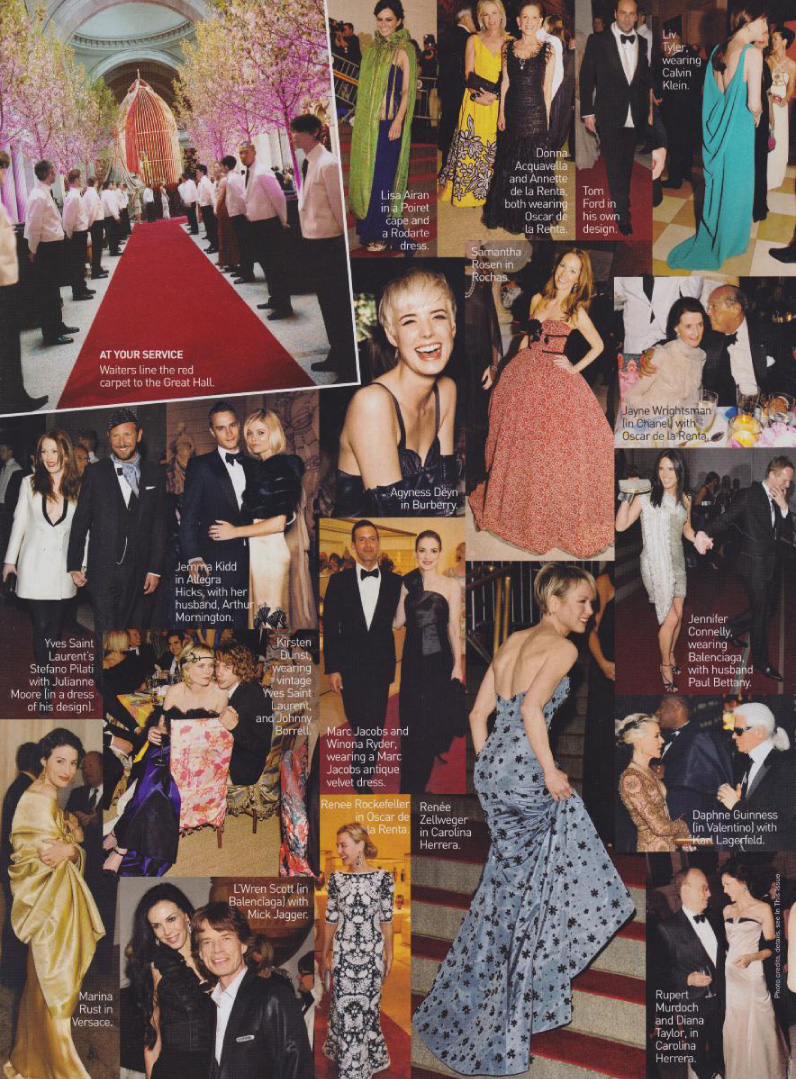 AT YOUR SERVICE
Waiters line the red
carpet to the Great Hall.
Lisa Airan
in a Poiret
cape and
a Rodarte
dress.
Donna
Acquavella
and Annette
de la Renta,
both wearing
Oscar de
la Renta.
Tom
Ford in
his own
design.
Liv
Tyler,
wearing
Calvin
Klein.
Samantha
Rosen in
Rochas.
Agyness Deyn
in Burberry.
Jayne Wrightsman
(in Chanel) with
Oscar de la Renta.
Yves Saint
Laurent's
Stefano Pilati
with Julianne
Moore (in a dress
of his design).
Jemma Kidd
in Allegra
Hicks, with her
husband, Arthur
Mornington.
Kirsten
Dunst,
wearing
vintage
Yves Saint
Laurent,
and Johnny
Borrell.
Marc Jacobs and
Winona Ryder,
wearing a Marc
Jacobs antique
velvet dress.
Jennifer
Connelly,
wearing
Balenciaga,
with husband
Paul Bettany.
Renee Rockefeller
in Oscar de
la Renta.
Renée
Zellweger
in Carolina
Herrera.
Daphne Guinness
(in Valentino) with
Karl Lagerfeld.
Marina
Rust in
Versace.
L'Wren Scott (in
Balenciaga) with
Mick Jagger.
Rupert
Murdoch
and Diana
Taylor, in
Carolina
Herrera.
Photo credits, details, see In This Issue